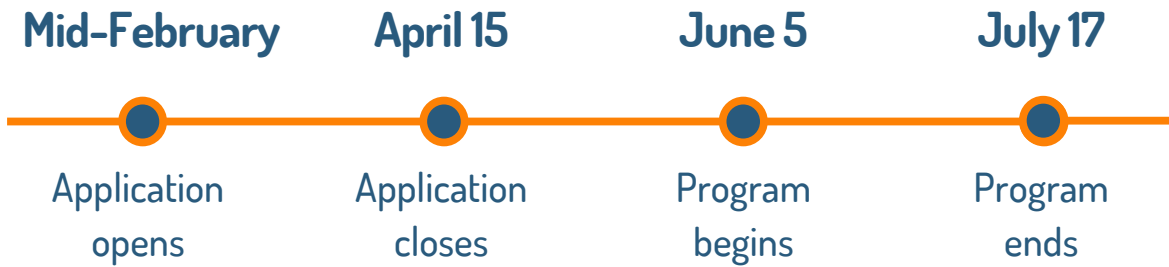 Mid-February
April 15
June 5
July 17
Application
opens
Application
closes
Program
begins
Program
ends